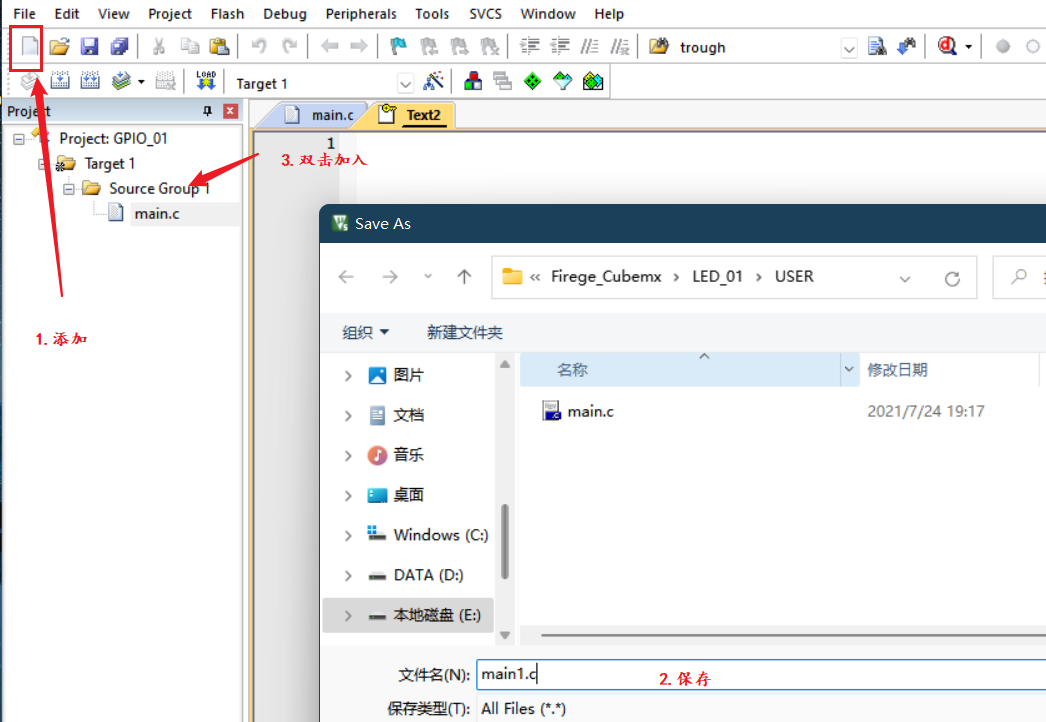 File Edit View Project Flash Debug Peripherals Tools SVCS Window Help
trough
LOAD
Target 1
Project
main.c
Text2
1
Project: GPIO_01
Target 1
3. 双击加入
Source Group 1
main.c
Save As
« Firege_Cubemx › LED_01 › USER
1. 添加
组织
新建文件夹
名称
修改日期
图片
main.c
2021/7/24 19:17
文档
音乐
桌面
Windows (C:)
DATA (D:)
本地磁盘 (E:)
文件名(N):
main1.c
2. 保存
保存类型(T):
All Files (*.*)